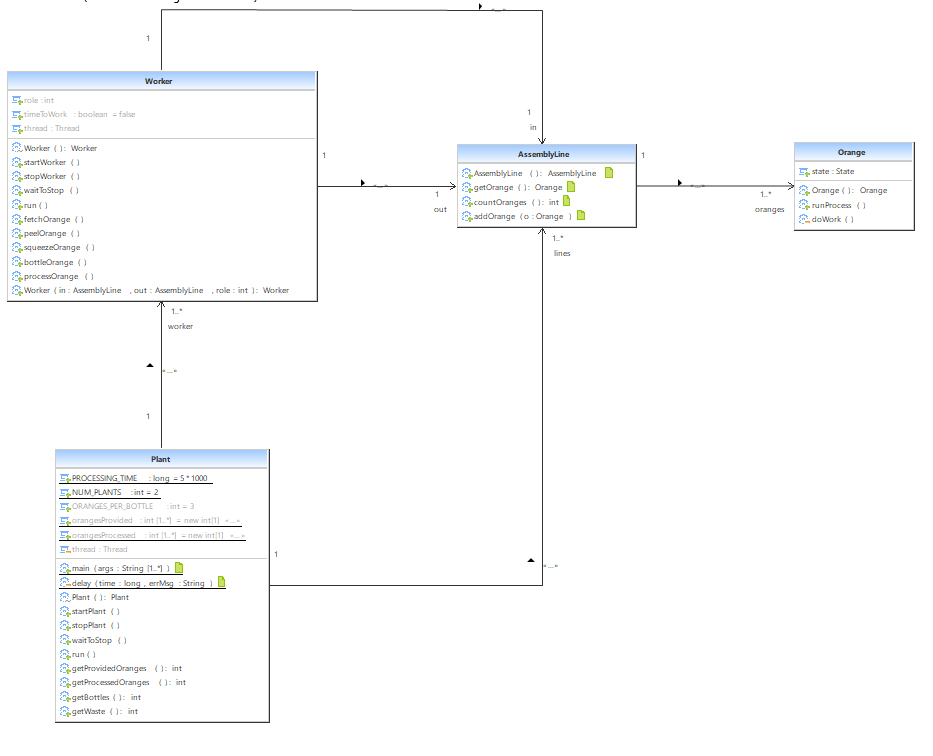 1
Worker
role : int
timeToWork : boolean = false
thread : Thread
Worker ( ) : Worker
startWorker ( )
stopWorker ( )
waitToStop ( )
run ( )
fetchOrange ( )
peelOrange ( )
squeezeOrange ( )
bottleOrange ( )
processOrange ( )
Worker ( in : AssemblyLine , out : AssemblyLine , role : int ) : Worker
1
1
out
1
in
AssemblyLine
AssemblyLine ( ) : AssemblyLine
getOrange ( ) : Orange
countOranges ( ) : int
addOrange ( o : Orange )
1
1..*
oranges
Orange
state : State
Orange ( ) : Orange
runProcess ( )
doWork ( )
1..*
lines
1..*
worker
«...»
1
Plant
PROCESSING_TIME : long = 5 * 1000
NUM_PLANTS : int = 2
ORANGES_PER_BOTTLE : int = 3
orangesProvided : int [1..*] = new int[1] «...»
orangesProcessed : int [1..*] = new int[1] «...»
thread : Thread
main ( args : String [1..*] )
delay ( time : long , errMsg : String )
Plant ( ) : Plant
startPlant ( )
stopPlant ( )
waitToStop ( )
run ( )
getProvidedOranges ( ) : int
getProcessedOranges ( ) : int
getBottles ( ) : int
getWaste ( ) : int
1
«...»